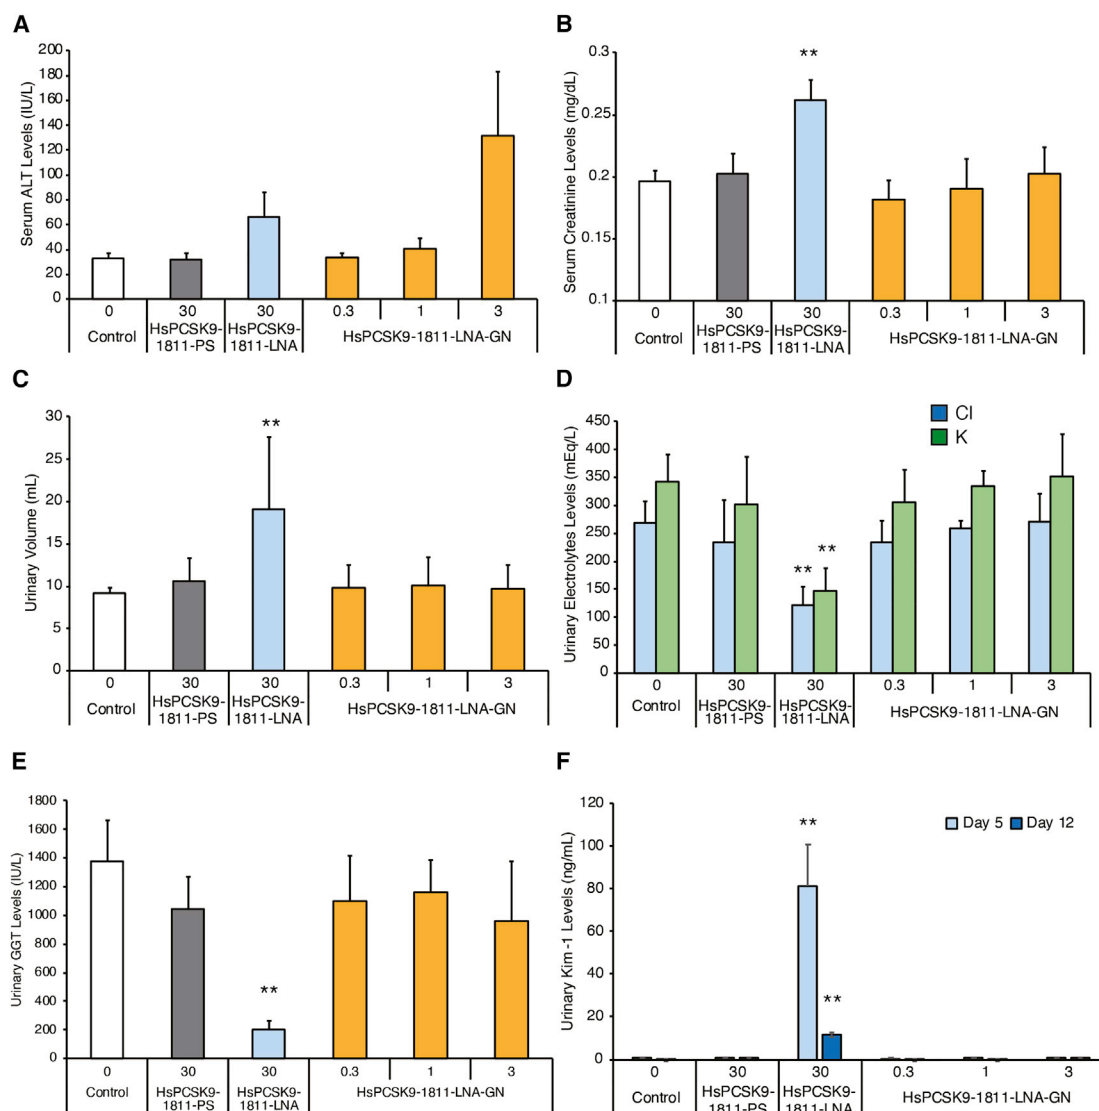 A
Serum ALT Levels (IU/L)
200
180
160
140
120
100
80
60
40
20
0
0 30 30 0.3 1 3
Control HsPCSK9- HsPCSK9- HsPCSK9-1811-LNA-GN
1811-PS 1811-LNA
B
Serum Creatinine Levels (mg/dL)
0.3
0.25
0.2
0.15
0.1
**
0 30 30 0.3 1 3
Control HsPCSK9- HsPCSK9- HsPCSK9-1811-LNA-GN
1811-PS 1811-LNA
C
Urinary Volume (mL)
30
25
20
15
10
5
0
**
0 30 30 0.3 1 3
Control HsPCSK9- HsPCSK9- HsPCSK9-1811-LNA-GN
1811-PS 1811-LNA
D
Urinary Electrolytes Levels (mEq/L)
Cl
K
450
400
350
300
250
200
150
100
50
0
** **
0 30 30 0.3 1 3
Control HsPCSK9- HsPCSK9- HsPCSK9-1811-LNA-GN
1811-PS 1811-LNA
E
Urinary GGT Levels (IU/L)
1800
1600
1400
1200
1000
800
600
400
200
0
**
0 30 30 0.3 1 3
Control HsPCSK9- HsPCSK9- HsPCSK9-1811-LNA-GN
1811-PS 1811-LNA
F
Urinary Kim -1 Levels (ng/mL)
Day 5 Day 12
120
100
80
60
40
20
0
**
**
0 30 30 0.3 1 3
Control HsPCSK9- HsPCSK9- HsPCSK9-1811-LNA-GN
1811-PS 1811-LNA